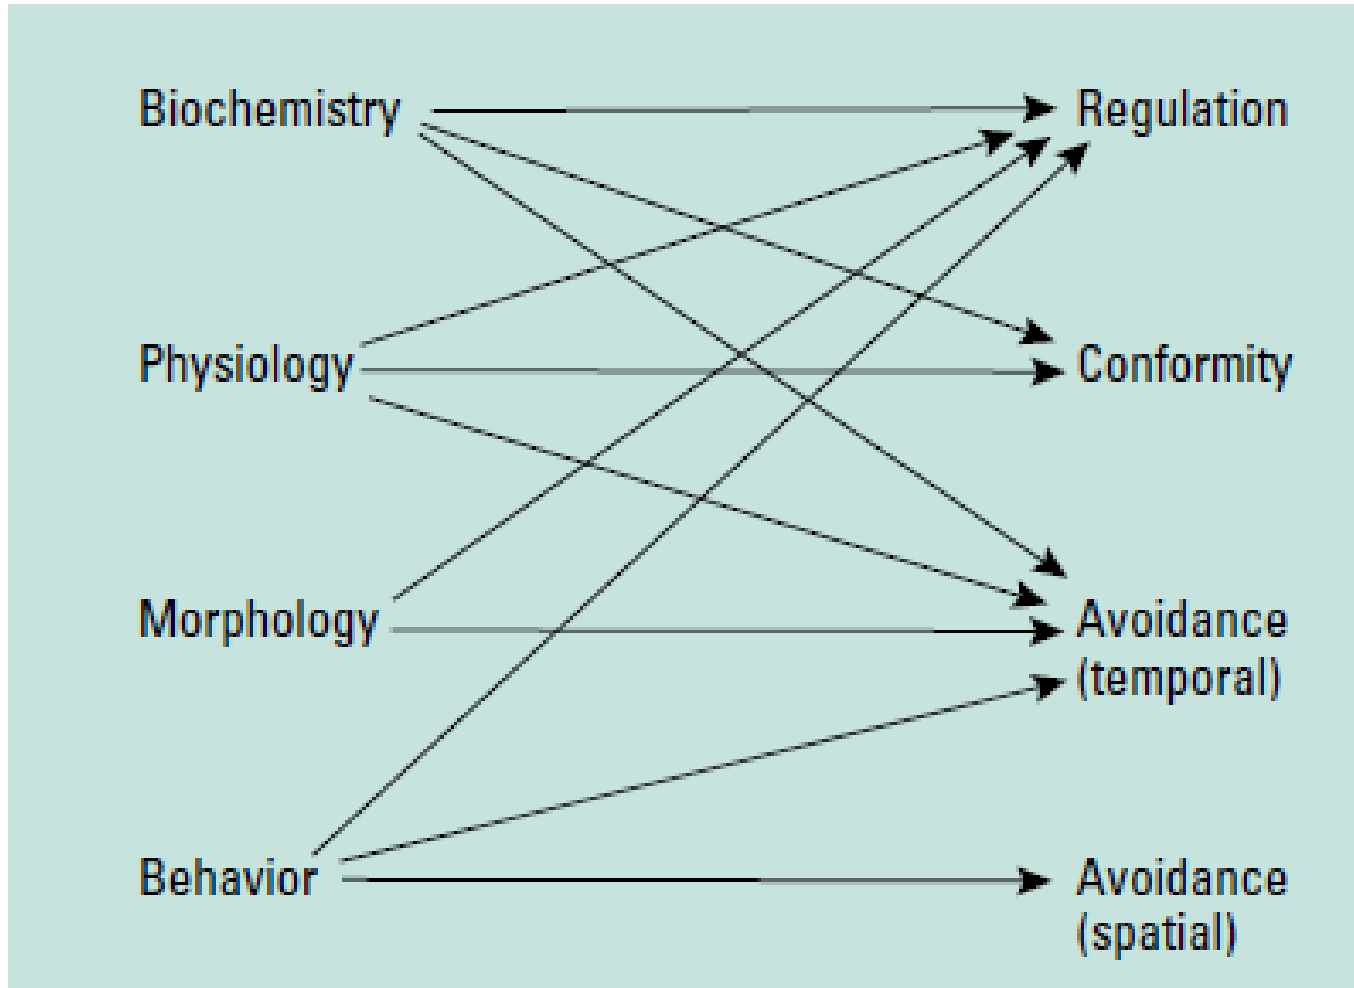 Biochemistry
Regulation
Physiology
Conformity
Morphology
Avoidance
(temporal)
Behavior
Avoidance
(spatial)